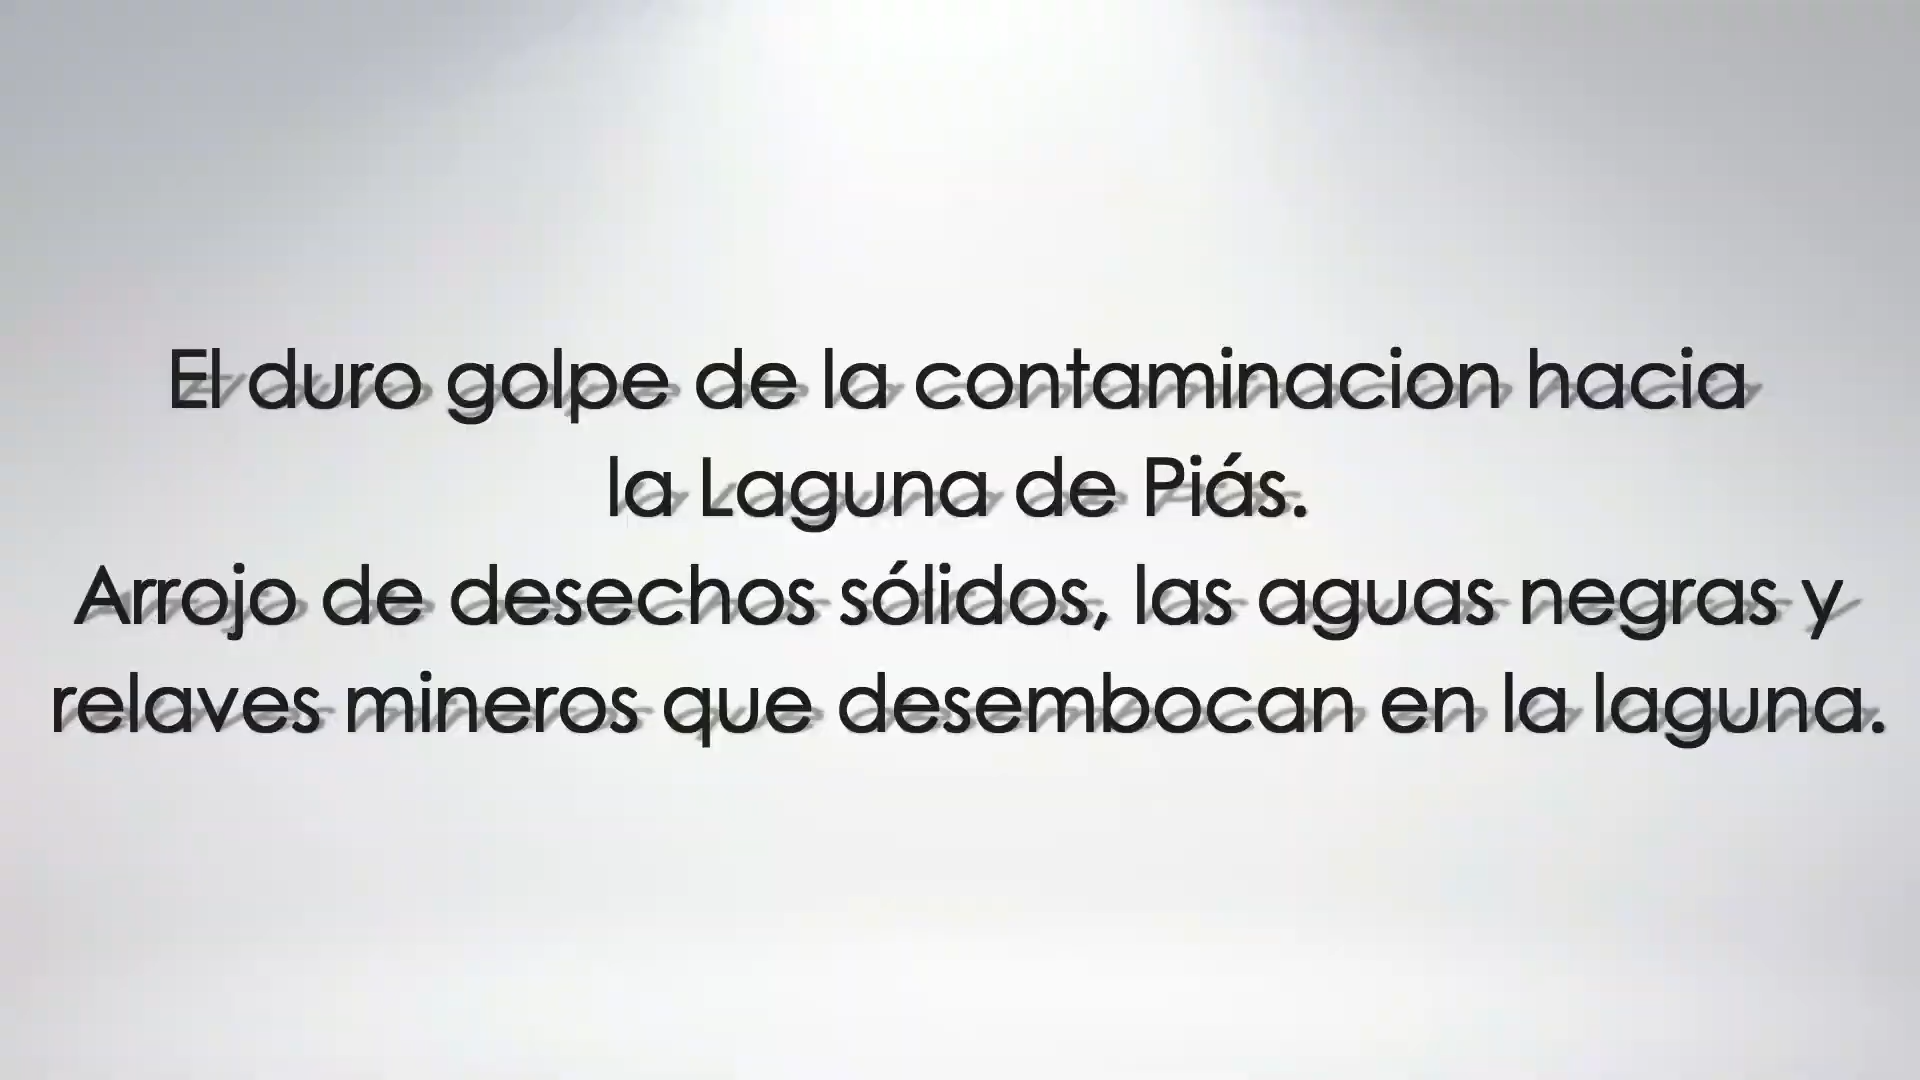 El duro golpe de la contaminacion hacia
la Laguna de Piás.
Arrojo de desechos sólidos, las aguas negras y
relaves mineros que desembocan en la laguna.